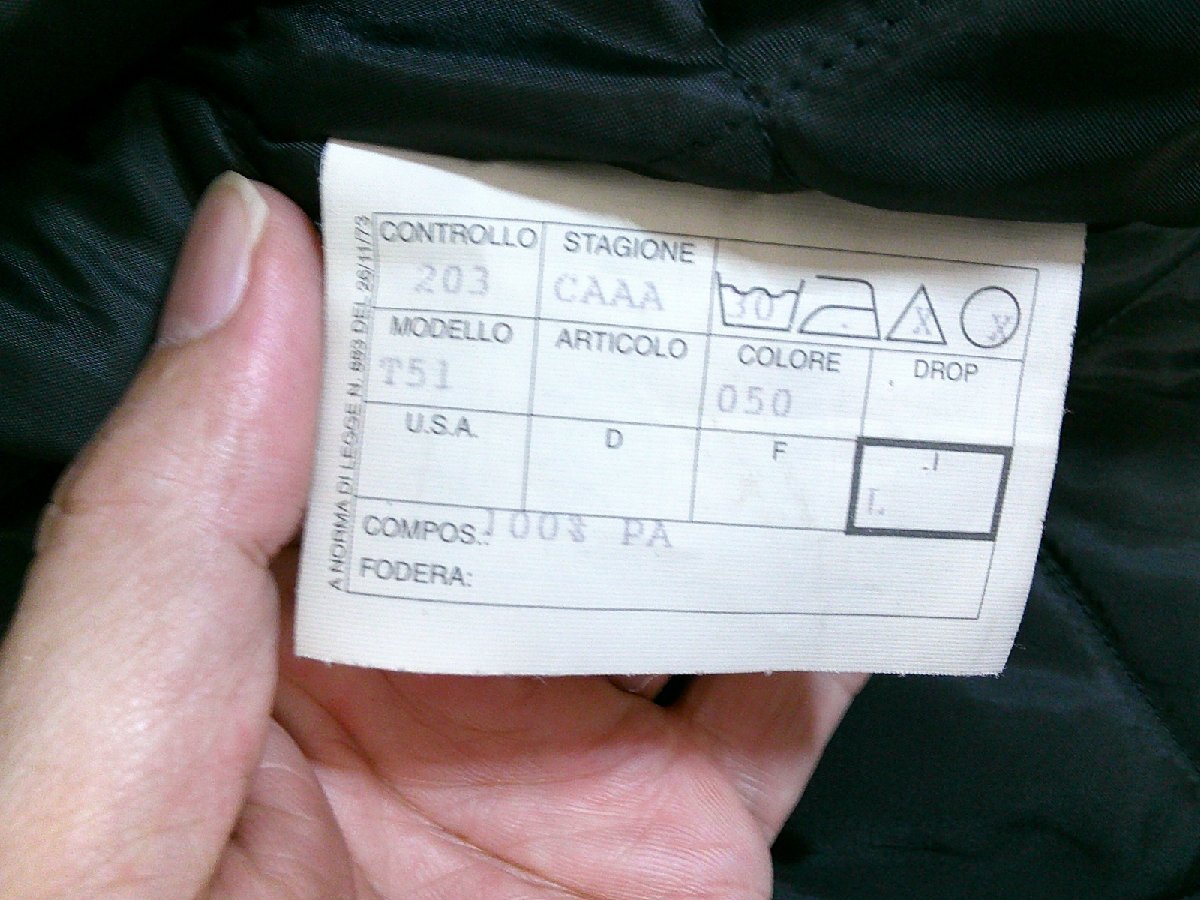 A NORMA DI LEGGE N. 883 DEL 26/11/73
CONTROLLO STAGIONE
203 CAAA
30 X X
MODELLO ARTICOLO COLORE DROP
T51 050
U.S.A. D F I
L
COMPOS.: 100% PA
FODERA: